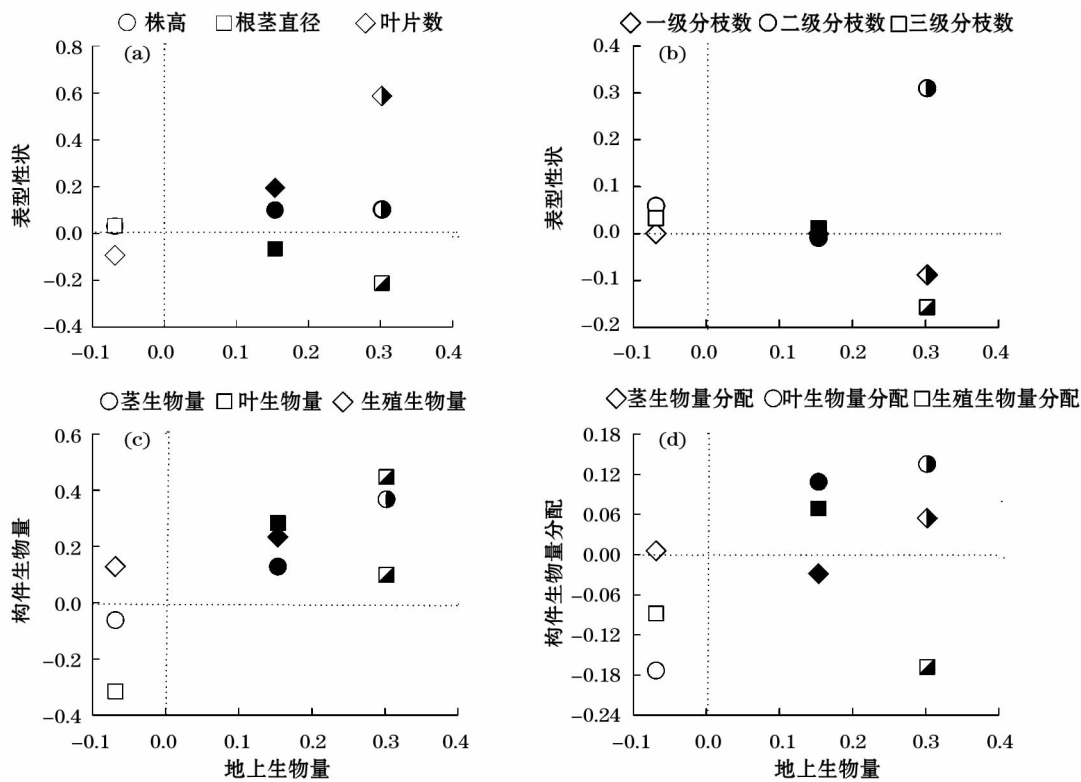 株高 根茎直径 叶片数
(a)
0.8
0.6
0.4
0.2
0.0
−0.2
−0.4
表型性状
−0.1 0.0 0.1 0.2 0.3 0.4
一级分枝数 二级分枝数 三级分枝数
(b)
0.4
0.3
0.2
0.1
0.0
−0.1
−0.2
表型性状
−0.1 0.0 0.1 0.2 0.3 0.4
茎生物量 叶生物量 生殖生物量
(c)
0.6
0.4
0.2
0.0
−0.2
−0.4
构件生物量
−0.1 0.0 0.1 0.2 0.3 0.4
地上生物量
茎生物量分配 叶生物量分配 生殖生物量分配
(d)
0.18
0.12
0.06
0.00
−0.06
−0.12
−0.18
−0.24
构件生物量分配
−0.1 0.0 0.1 0.2 0.3 0.4
地上生物量